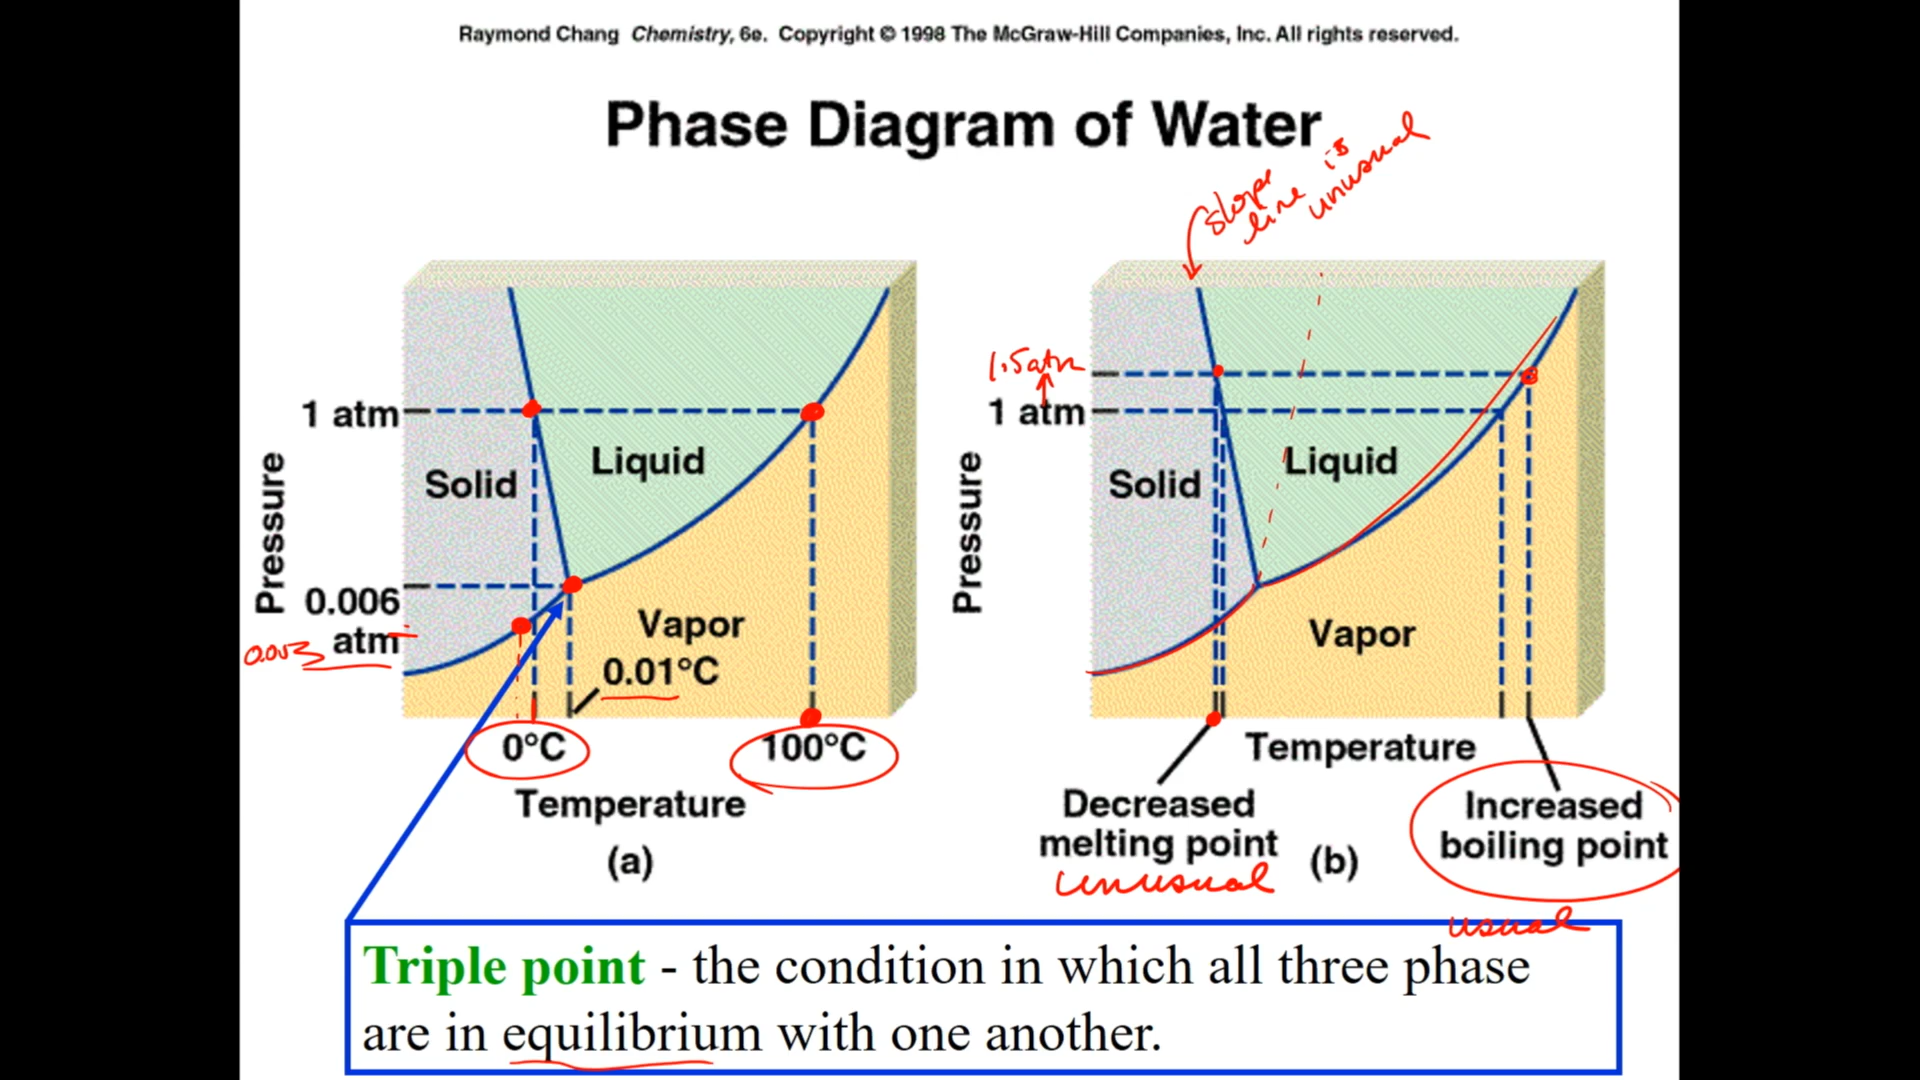 Raymond Chang Chemistry, 6e. Copyright © 1998 The McGraw-Hill Companies, Inc. All rights reserved.
Phase Diagram of Water
slope
line is
unusual
1 atm
Solid
Liquid
Pressure
0.006
atm
0.003
Vapor
0.01°C
0°C
100°C
Temperature
(a)
1.5 atm
1 atm
Solid
Liquid
Pressure
Vapor
Temperature
Decreased
melting point
unusual
(b)
Increased
boiling point
usual
Triple point - the condition in which all three phase
are in equilibrium with one another.